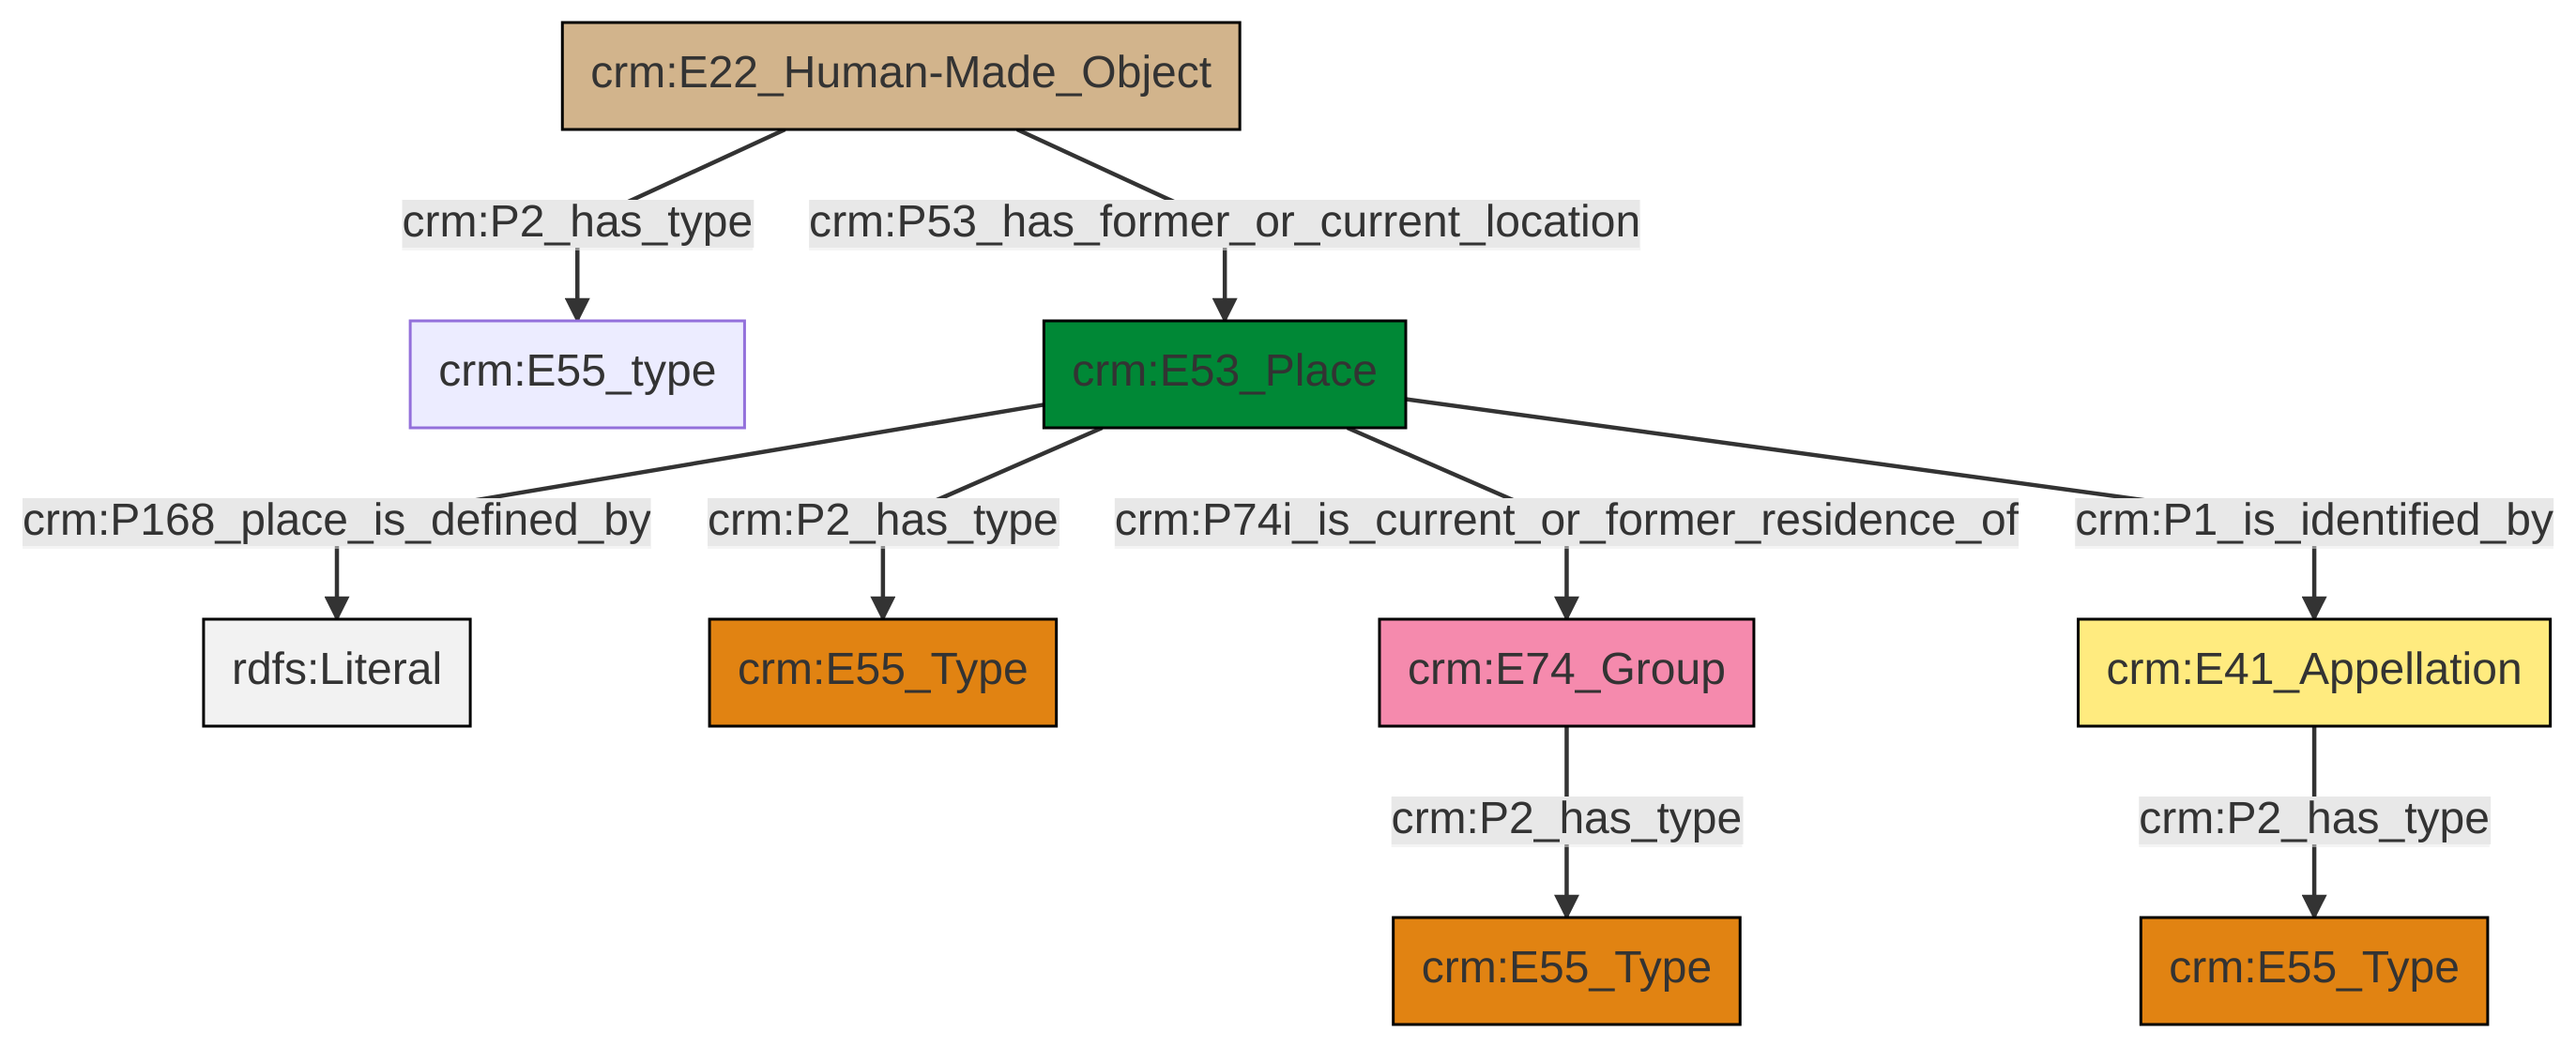 crm:E22_Human-Made_Object
crm:P2_has_type
crm:P53_has_former_or_current_location
crm:E55_type
crm:E53_Place
crm:P168_place_is_defined_by
crm:P2_has_type
crm:P74i_is_current_or_former_residence_of
crm:P1_is_identified_by
rdfs:Literal
crm:E55_Type
crm:E74_Group
crm:E41_Appellation
crm:P2_has_type
crm:P2_has_type
crm:E55_Type
crm:E55_Type